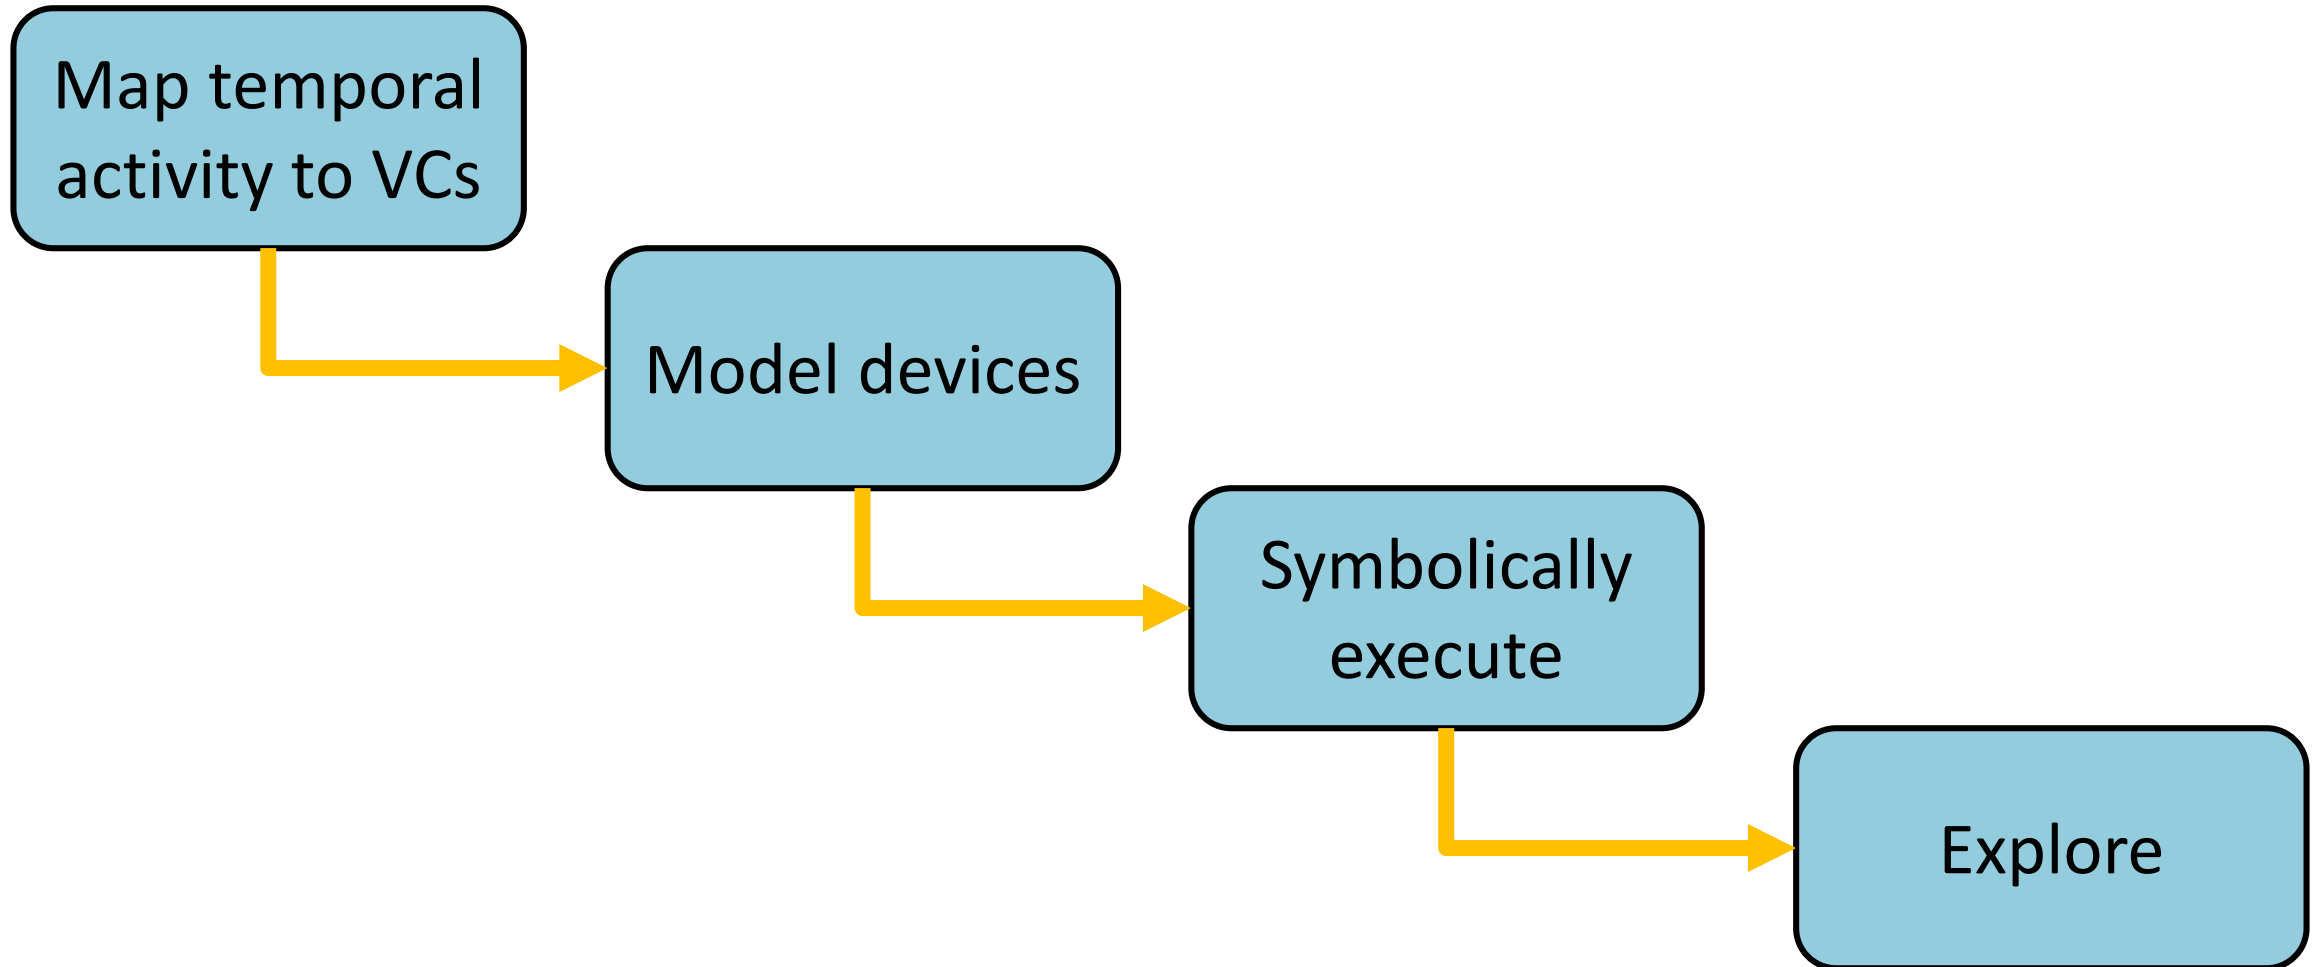 Map temporal
activity to VCs
Model devices
Symbolically
execute
Explore